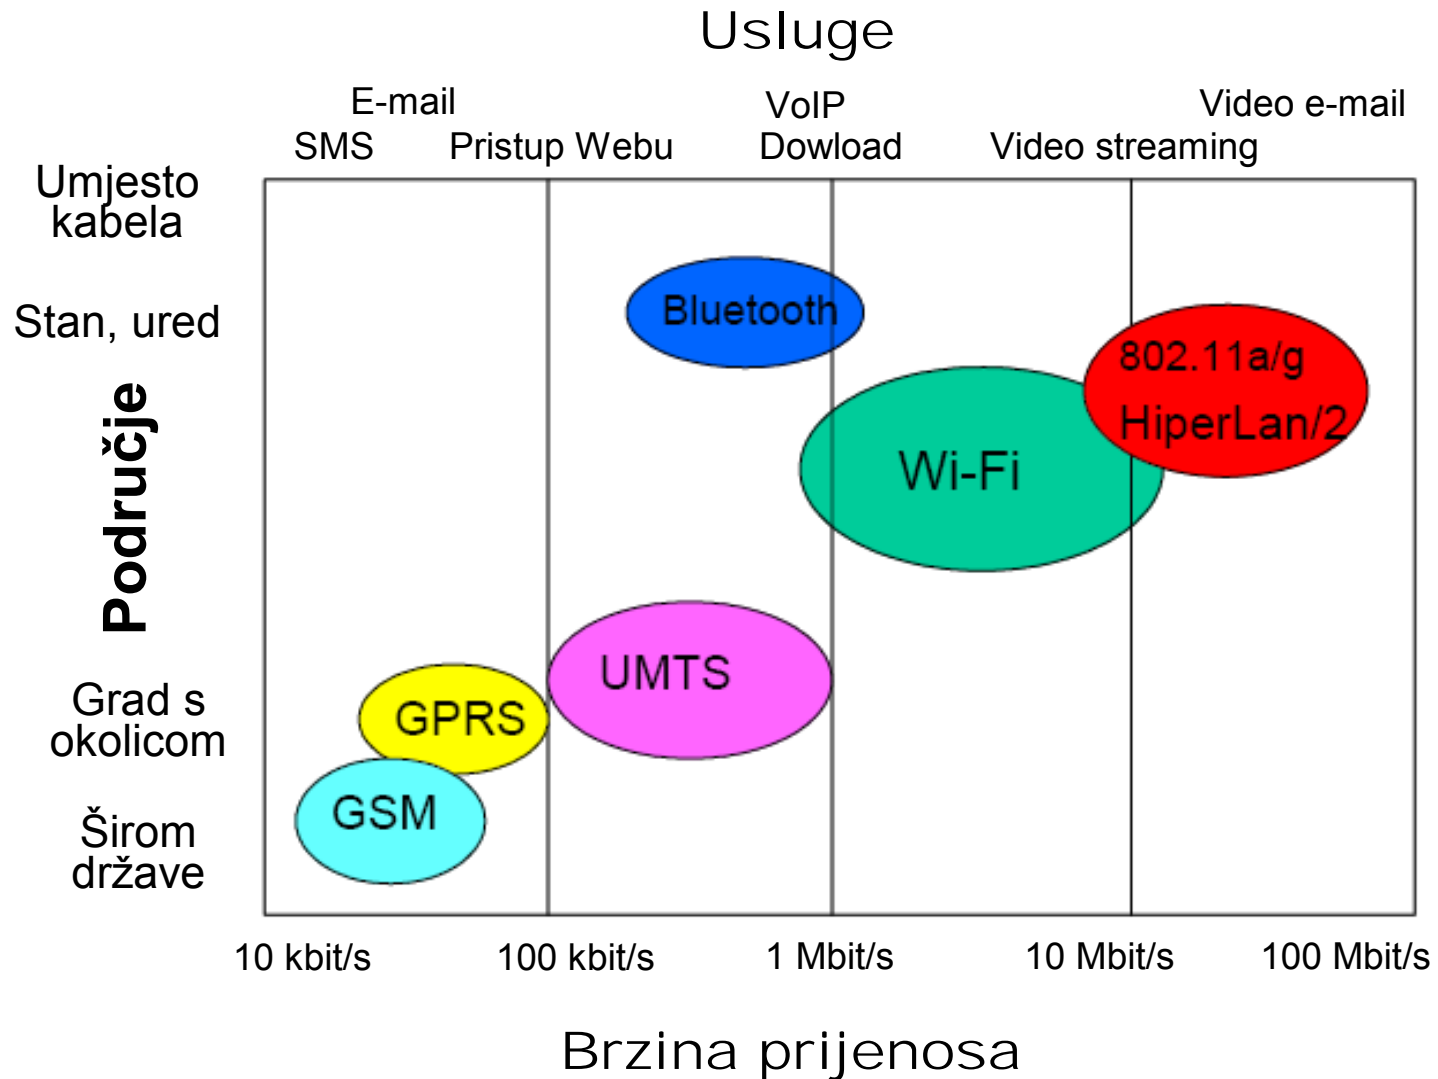 Usluge
E-mail
VoIP
Video e-mail
SMS
Pristup Webu
Dowload
Video streaming
Umjesto
kabela
Stan, ured
Područje
Grad s
okolicom
Širom
države
Bluetooth
802.11a/g
HiperLan/2
Wi-Fi
UMTS
GPRS
GSM
10 kbit/s
100 kbit/s
1 Mbit/s
10 Mbit/s
100 Mbit/s
Brzina prijenosa